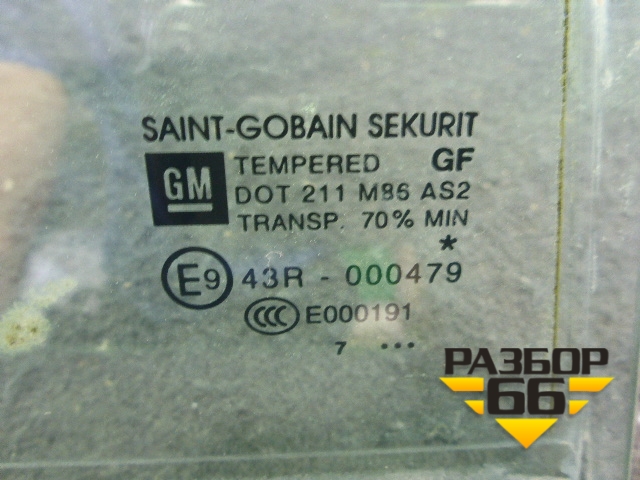 SAINT-GOBAIN SEKURIT
GM
TEMPERED GF
DOT 211 M86 AS2
TRANSP. 70% MIN
*
E9 43R - 000479
CCC E000191
7 ...
РАЗБОР
66